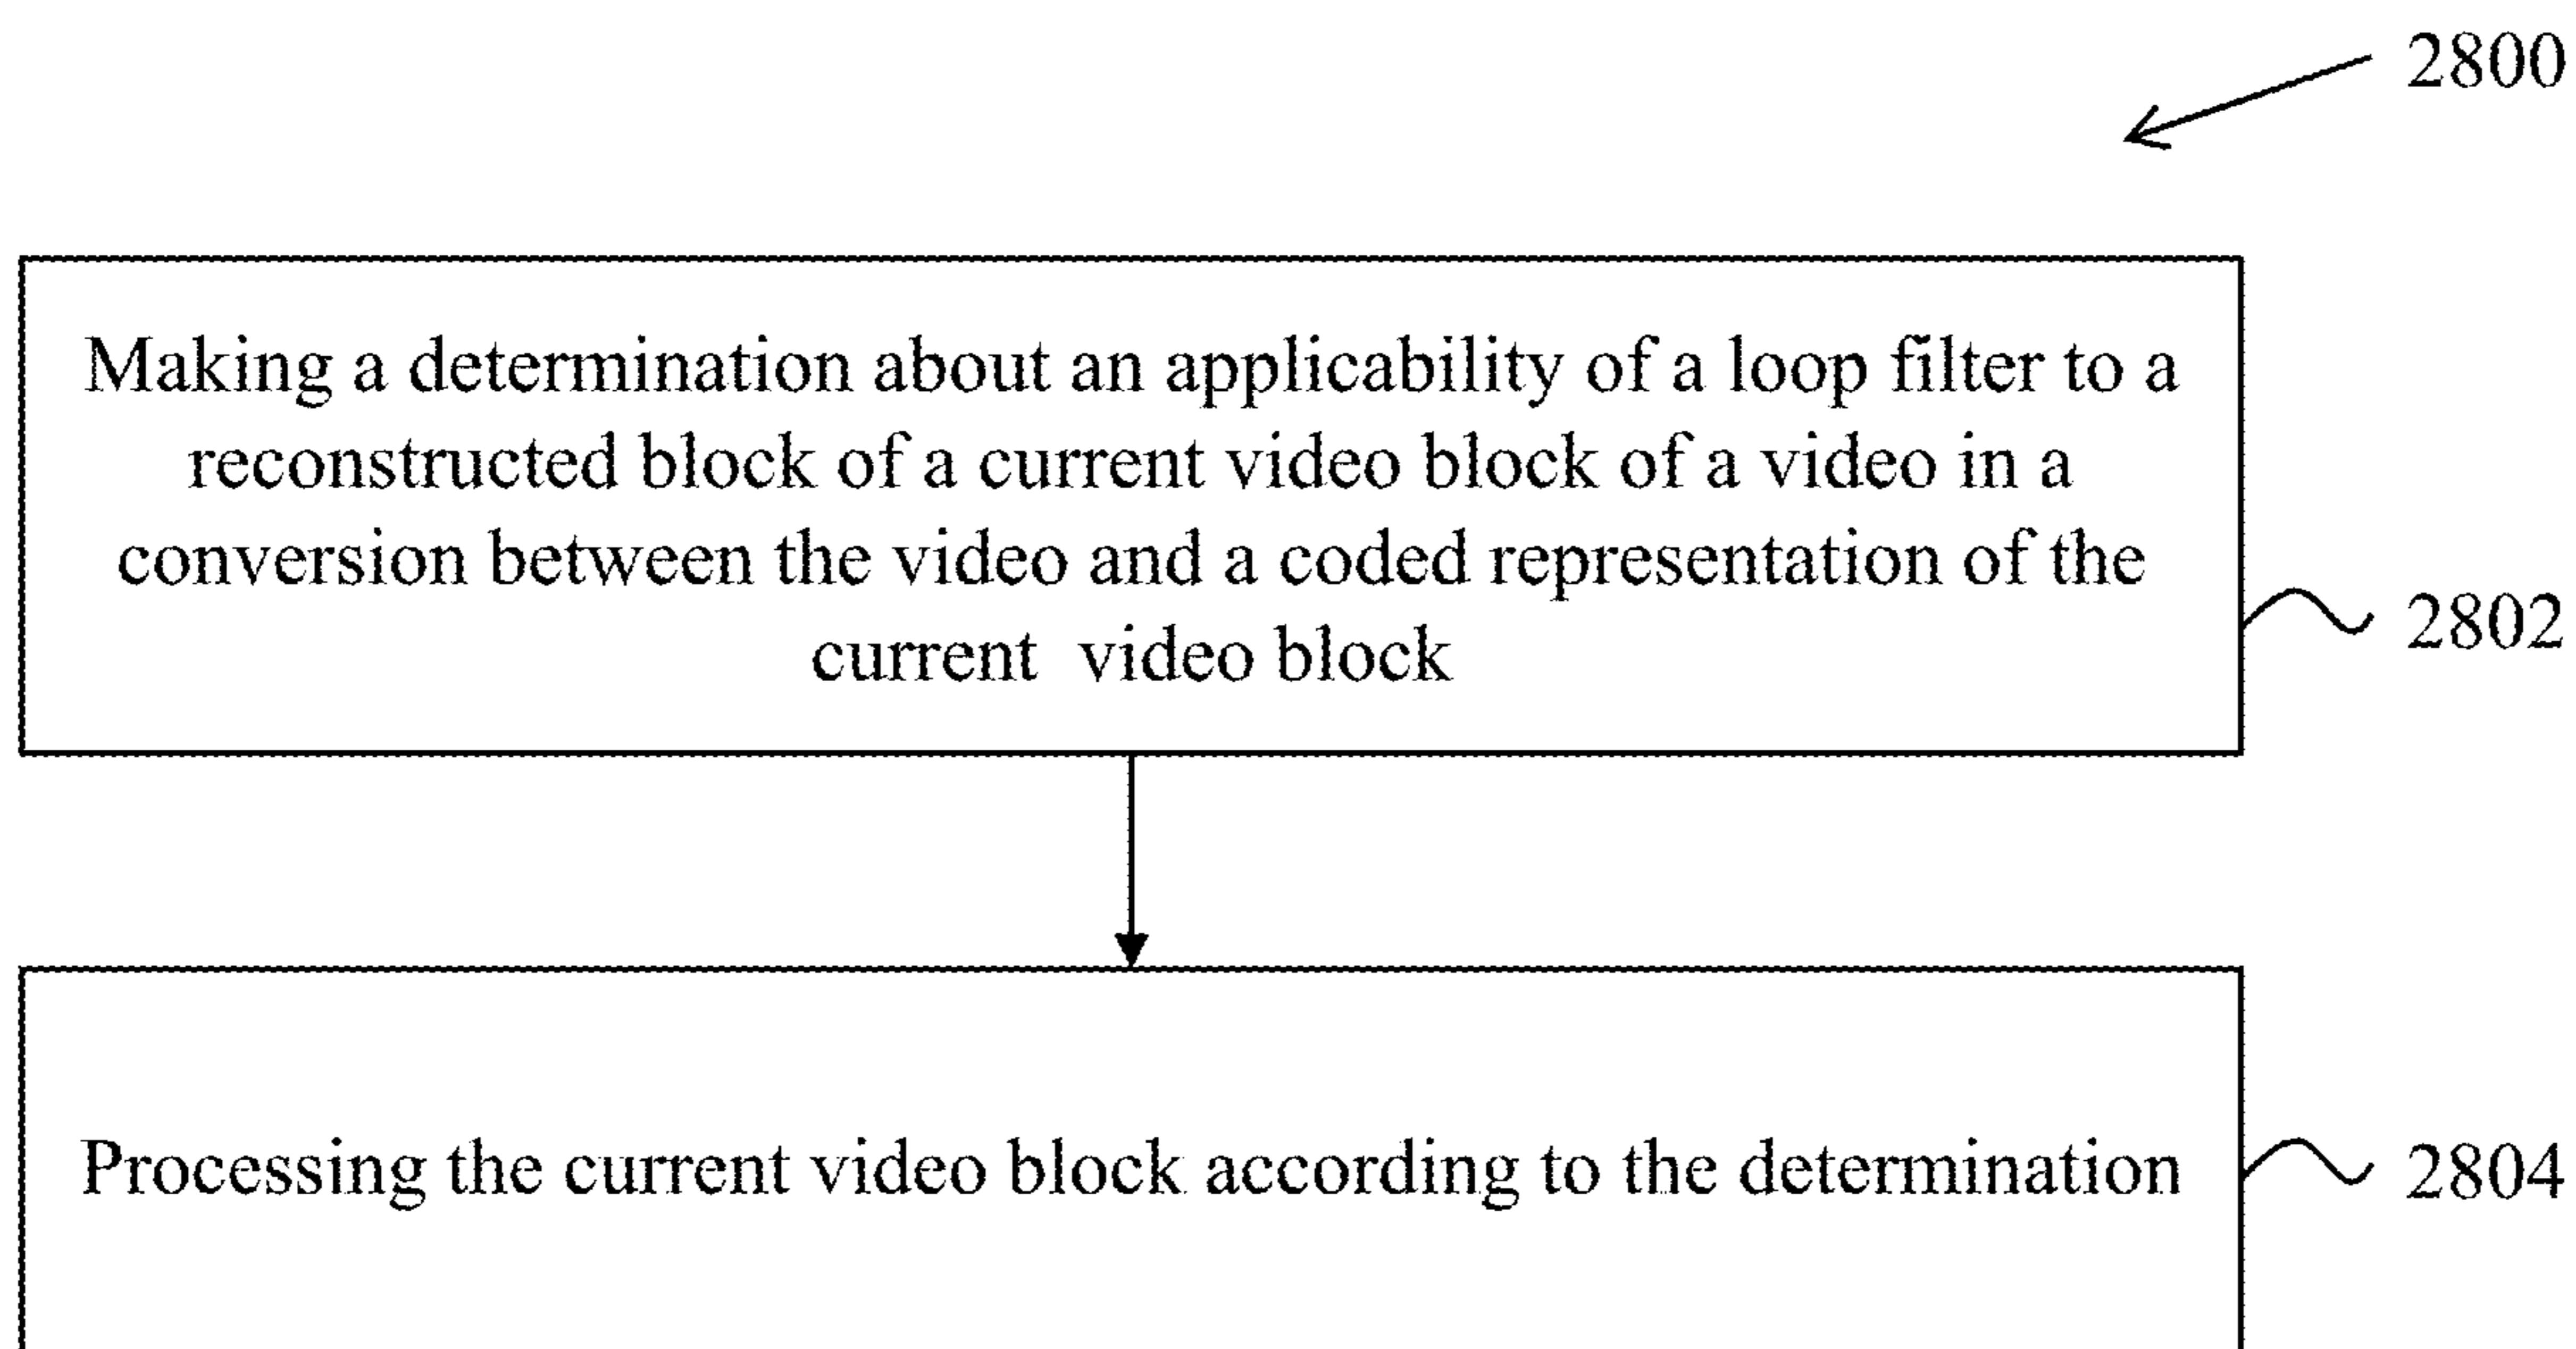 2800
Making a determination about an applicability of a loop filter to a
reconstructed block of a current video block of a video in a
conversion between the video and a coded representation of the
current  video block
2802
Processing the current video block according to the determination
2804